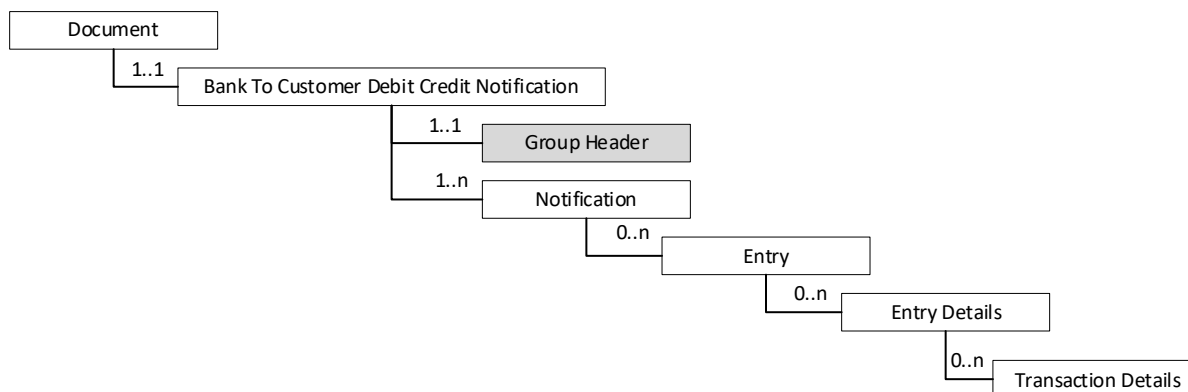 Document
1..1
Bank To Customer Debit Credit Notification
1..1
Group Header
1..n
Notification
0..n
Entry
0..n
Entry Details
0..n
Transaction Details